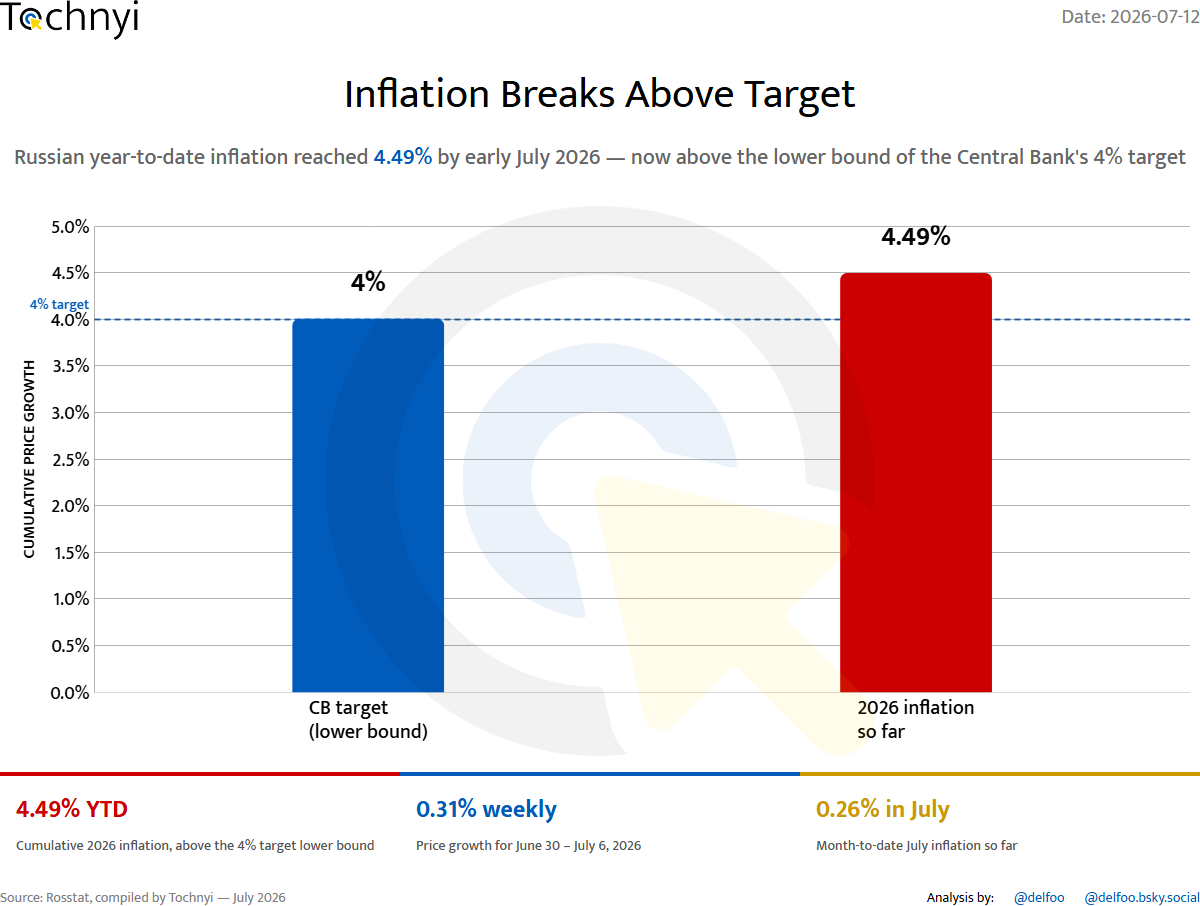 Tochnyi
Date: 2026-07-12
Inflation Breaks Above Target
Russian year-to-date inflation reached 4.49% by early July 2026 — now above the lower bound of the Central Bank's 4% target
5.0%
4.5%
4% target
4.0%
3.5%
3.0%
2.5%
2.0%
1.5%
1.0%
0.5%
0.0%
CUMULATIVE PRICE GROWTH
4%
4.49%
CB target
(lower bound)
2026 inflation
so far
4.49% YTD
Cumulative 2026 inflation, above the 4% target lower bound
0.31% weekly
Price growth for June 30 – July 6, 2026
0.26% in July
Month-to-date July inflation so far
Source: Rosstat, compiled by Tochnyi — July 2026
Analysis by: @delfoo @delfoo.bsky.social